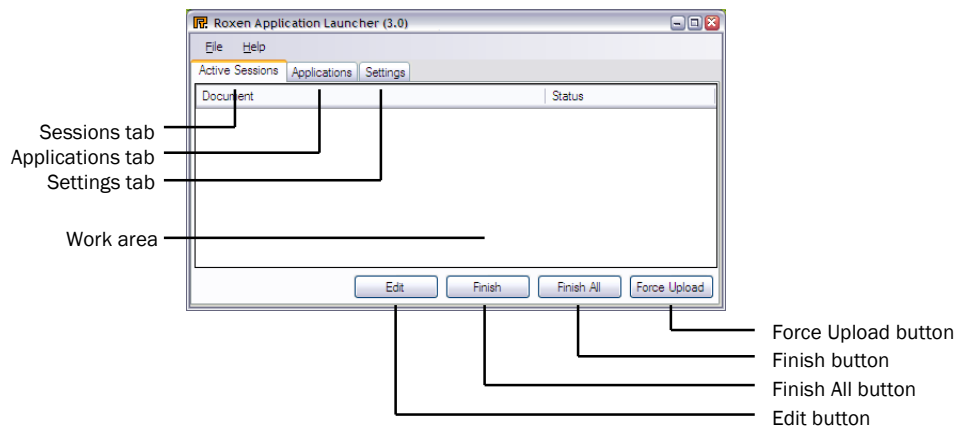 Roxen Application Launcher (3.0)
File Help
Active Sessions Applications Settings
Document Status
Sessions tab
Applications tab
Settings tab
Work area
Edit Finish Finish All Force Upload
Force Upload button
Finish button
Finish All button
Edit button